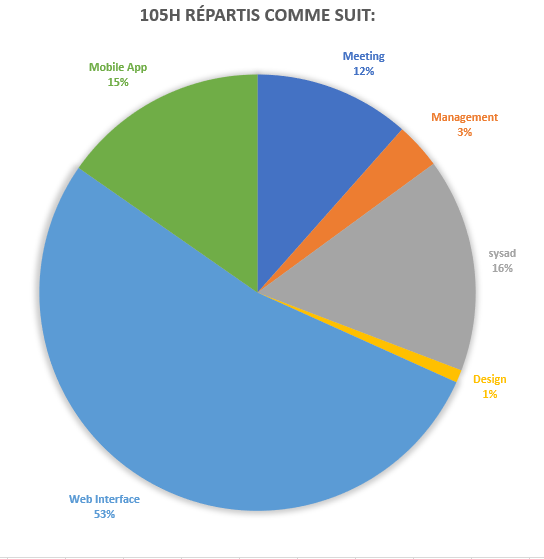 105H RÉPARTIS COMME SUIT:
Meeting
12%
Management
3%
sysad
16%
Design
1%
Web Interface
53%
Mobile App
15%